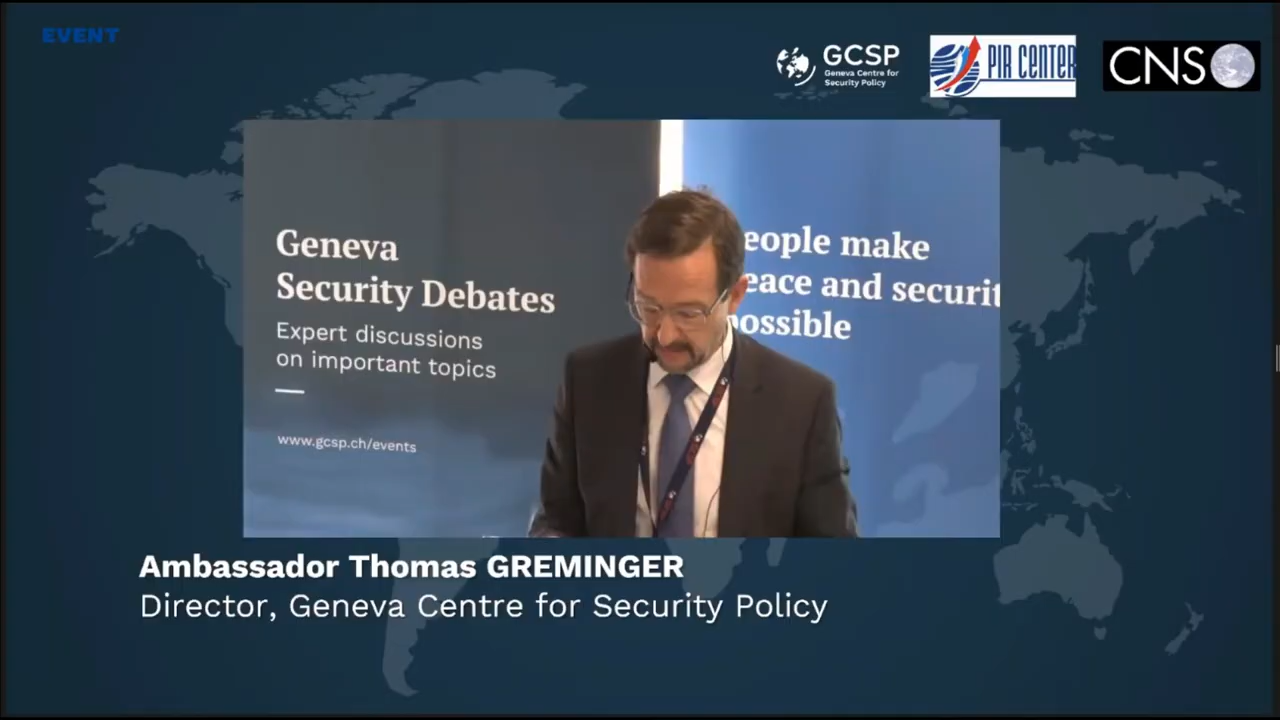 EVENT
GCSP
Geneva Centre for
Security Policy
PIR CENTER
CNS
Geneva
Security Debates
Expert discussions
on important topics
www.gcsp.ch/events
eople make
eace and securit
possible
Ambassador Thomas GREMINGER
Director, Geneva Centre for Security Policy